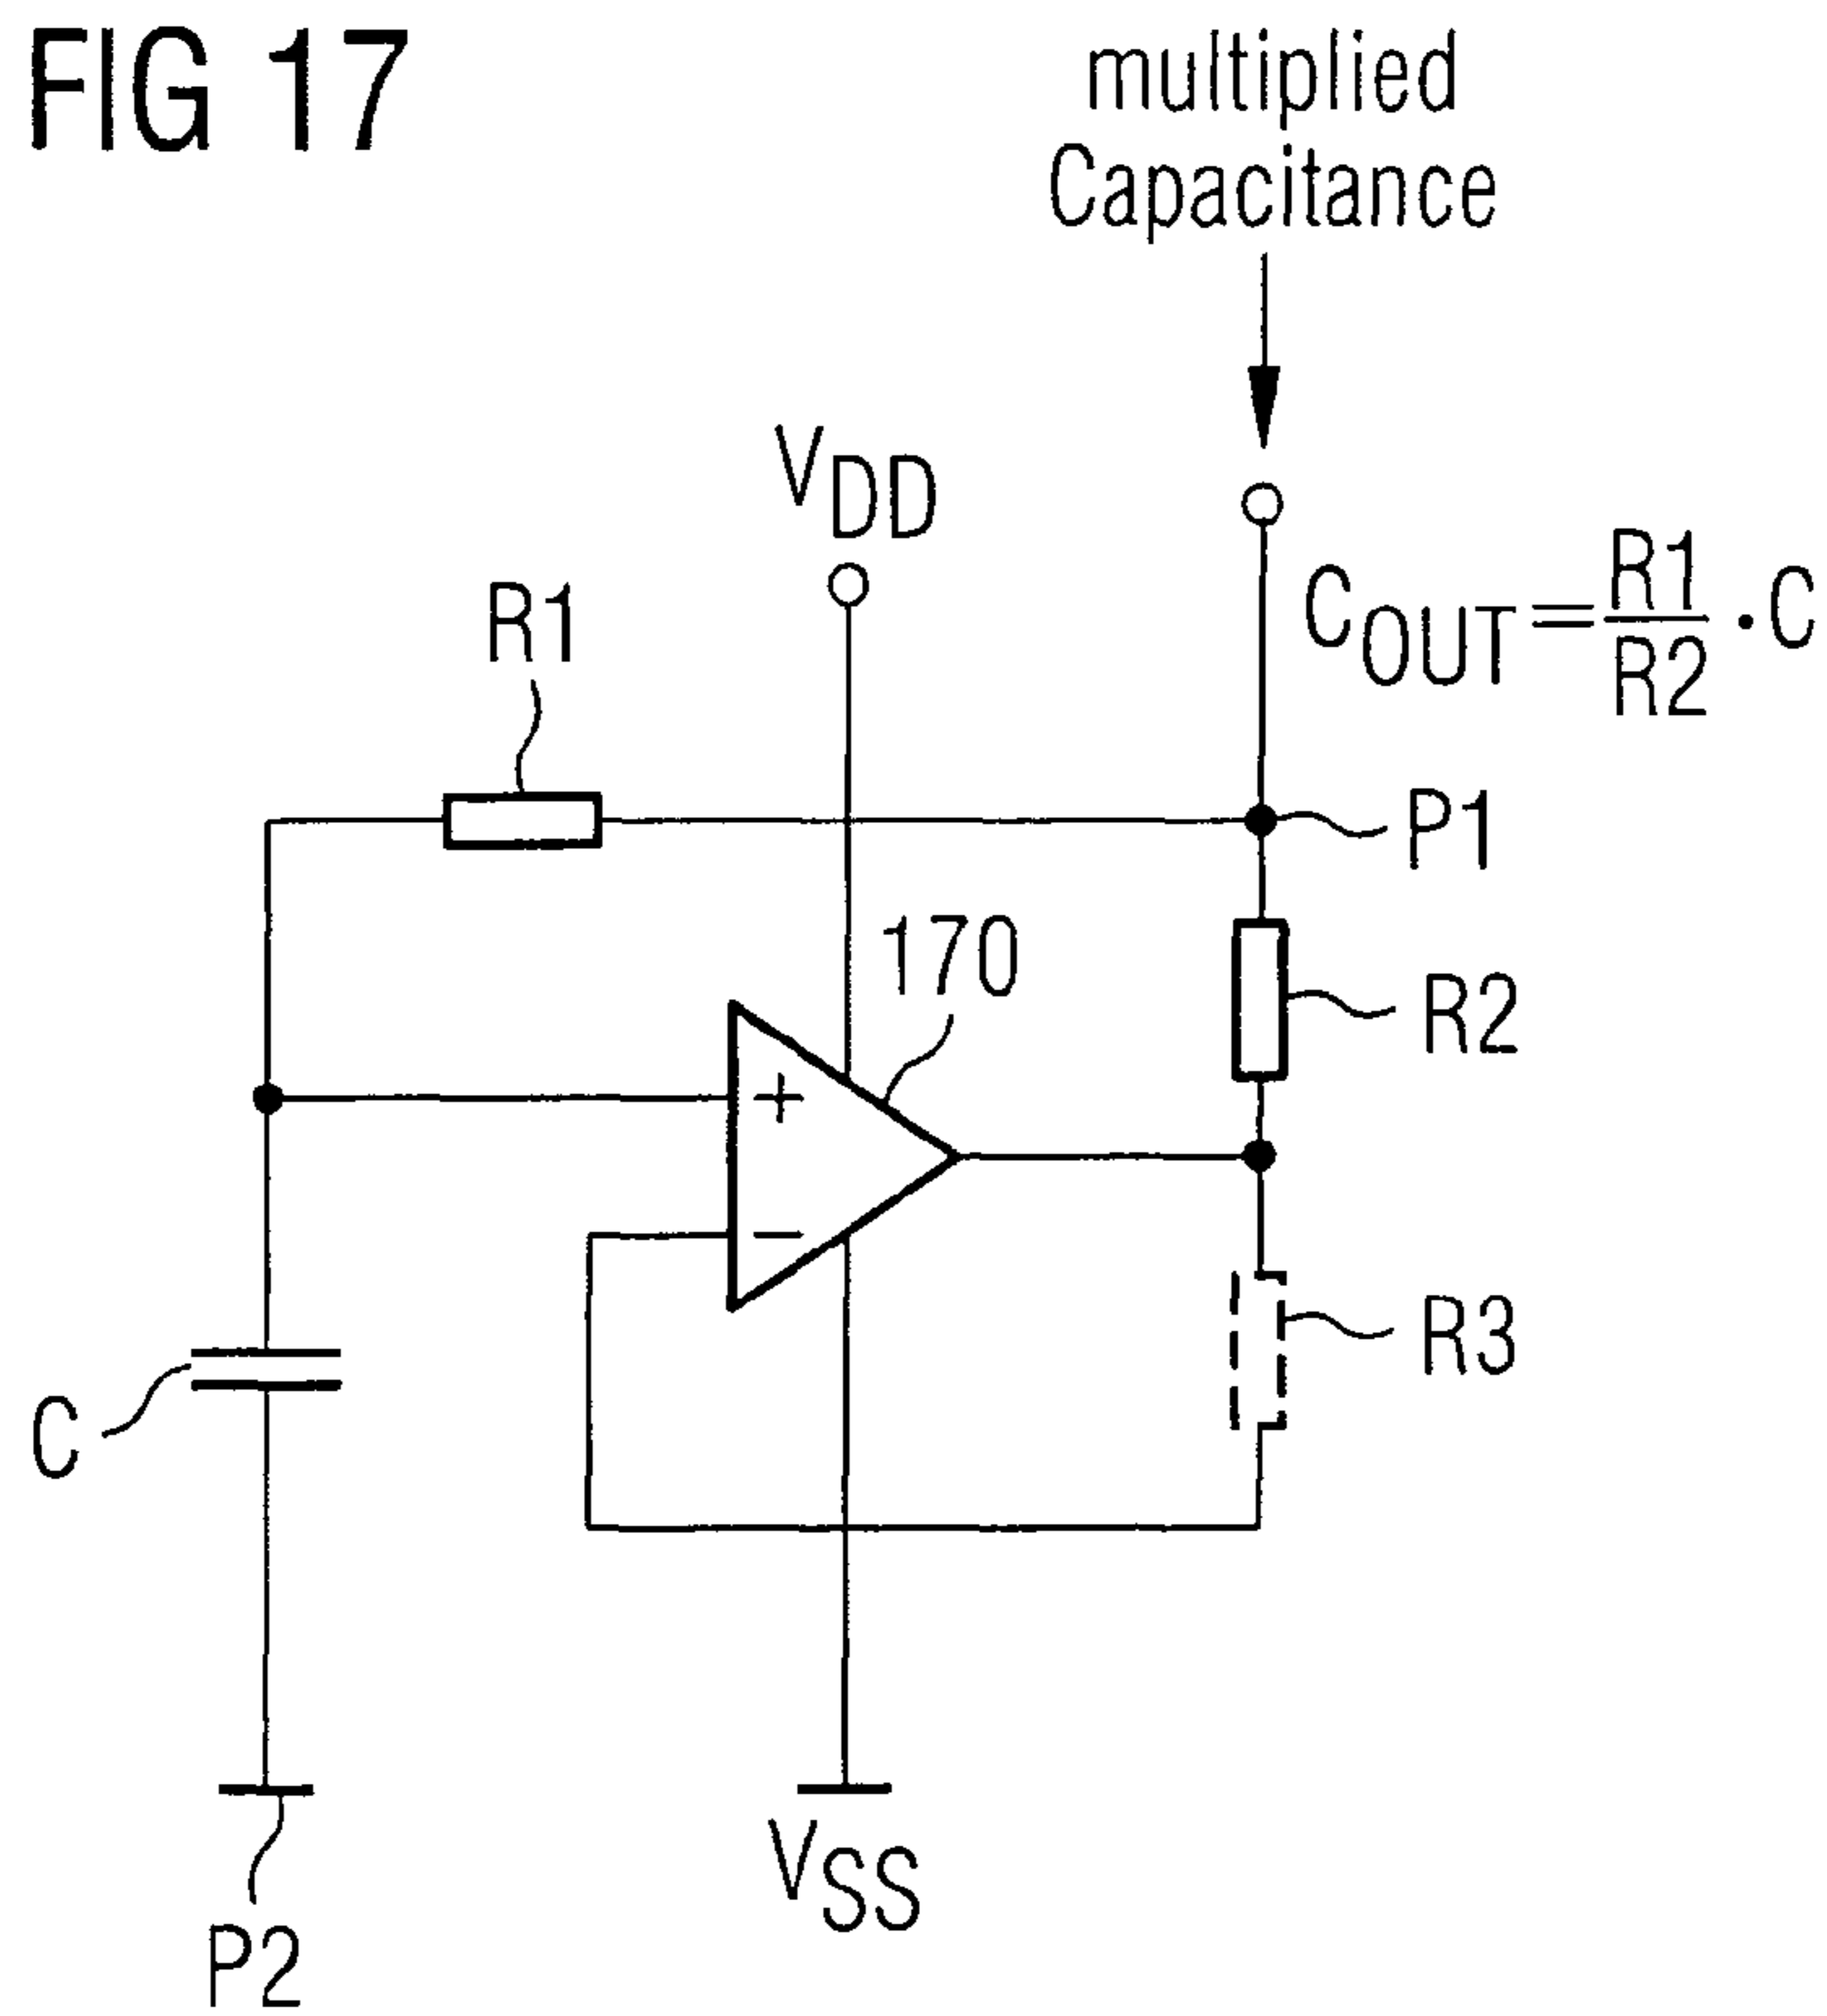 FIG 17
multiplied
Capacitance
VDD
R1
COUT=R1/R2·C
P1
170
R2
+
−
R3
C
VSS
P2